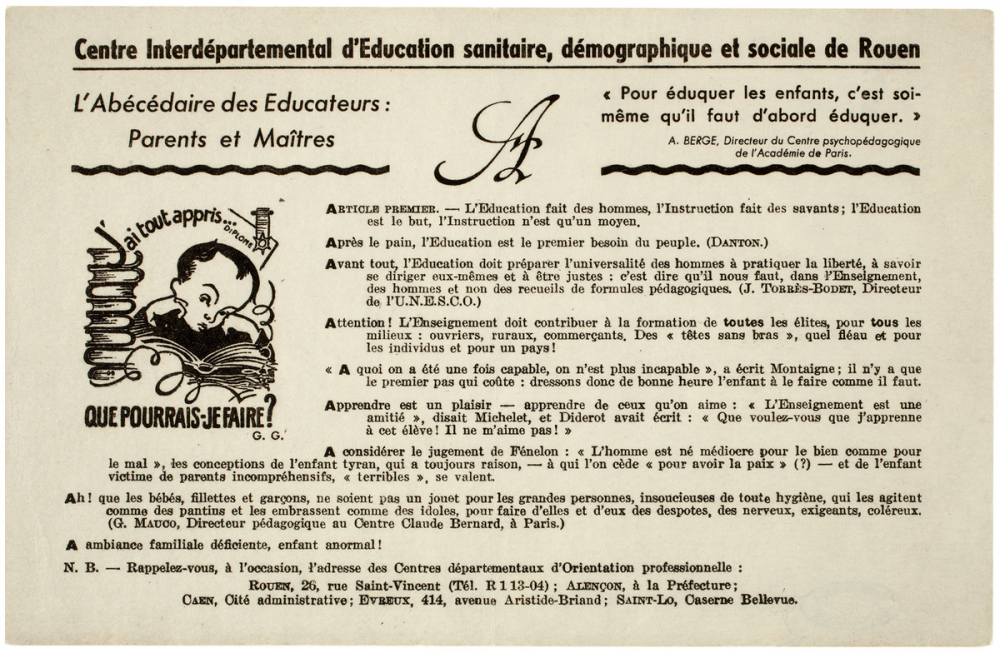 Centre Interdépartemental d'Education sanitaire, démographique et sociale de Rouen
L'Abécédaire des Educateurs :
Parents et Maîtres
A
« Pour éduquer les enfants, c'est soi-
même qu'il faut d'abord éduquer. »
A. BERGE, Directeur du Centre psychopédagogique
de l'Académie de Paris.
J'ai tout appris...
DIPLOME
QUE POURRAIS-JE FAIRE ?
G. G.
ARTICLE PREMIER. — L'Education fait des hommes, l'Instruction fait des savants ; l'Education
est le but, l'Instruction n'est qu'un moyen.
Après le pain, l'Education est le premier besoin du peuple. (DANTON.)
Avant tout, l'Education doit préparer l'universalité des hommes à pratiquer la liberté, à savoir
se diriger eux-mêmes et à être justes : c'est dire qu'il nous faut, dans l'Enseignement,
des hommes et non des recueils de formules pédagogiques. (J. TORRÈS-BODET, Directeur
de l'U.N.E.S.C.O.)
Attention ! L'Enseignement doit contribuer à la formation de toutes les élites, pour tous les
milieux : ouvriers, ruraux, commerçants. Des « têtes sans bras », quel fléau et pour
les individus et pour un pays !
« A quoi on a été une fois capable, on n'est plus incapable », a écrit Montaigne ; il n'y a que
le premier pas qui coûte : dressons donc de bonne heure l'enfant à le faire comme il faut.
Apprendre est un plaisir — apprendre de ceux qu'on aime : « L'Enseignement est une
amitié », disait Michelet, et Diderot avait écrit : « Que voulez-vous que j'apprenne
à cet élève ! Il ne m'aime pas ! »
A considérer le jugement de Fénelon : « L'homme est né médiocre pour le bien comme pour
le mal », les conceptions de l'enfant tyran, qui a toujours raison, — à qui l'on cède « pour avoir la paix » (?) — et de l'enfant
victime de parents incompréhensifs, « terribles », se valent.
Ah ! que les bébés, fillettes et garçons, ne soient pas un jouet pour les grandes personnes, insoucieuses de toute hygiène, qui les agitent
comme des pantins et les embrassent comme des idoles, pour faire d'elles et d'eux des despotes, des nerveux, exigeants, coléreux.
(G. MAUCO, Directeur pédagogique au Centre Claude Bernard, à Paris.)
A ambiance familiale déficiente, enfant anormal !
N. B. — Rappelez-vous, à l'occasion, l'adresse des Centres départementaux d'Orientation professionnelle :
ROUEN, 26, rue Saint-Vincent (Tél. R 1 13-04) ; ALENÇON, à la Préfecture ;
CAEN, Cité administrative ; EVREUX, 414, avenue Aristide-Briand ; SAINT-LO, Caserne Bellevue.